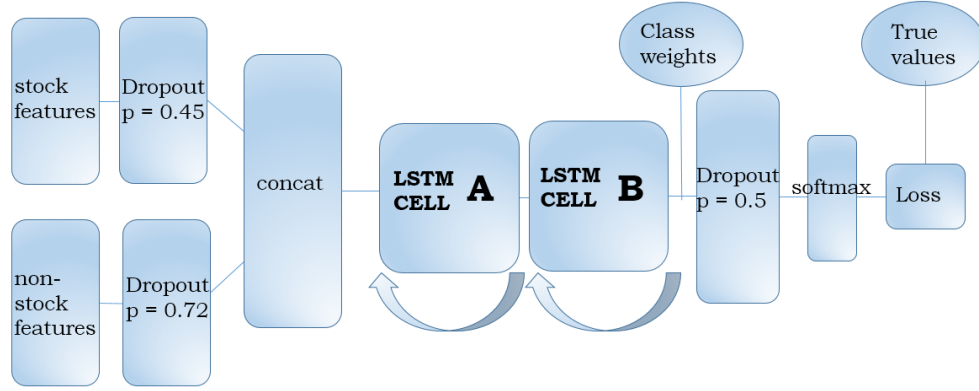 stock
features
Dropout
p = 0.45
non-
stock
features
Dropout
p = 0.72
concat
LSTM
CELL A
LSTM
CELL B
Class
weights
Dropout
p = 0.5
softmax
Loss
True
values